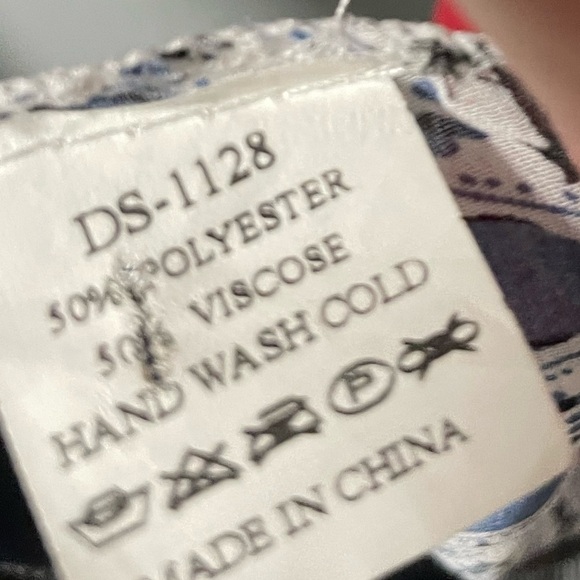 DS-1128
50% POLYESTER
50% VISCOSE
HAND WASH COLD
P
MADE IN CHINA